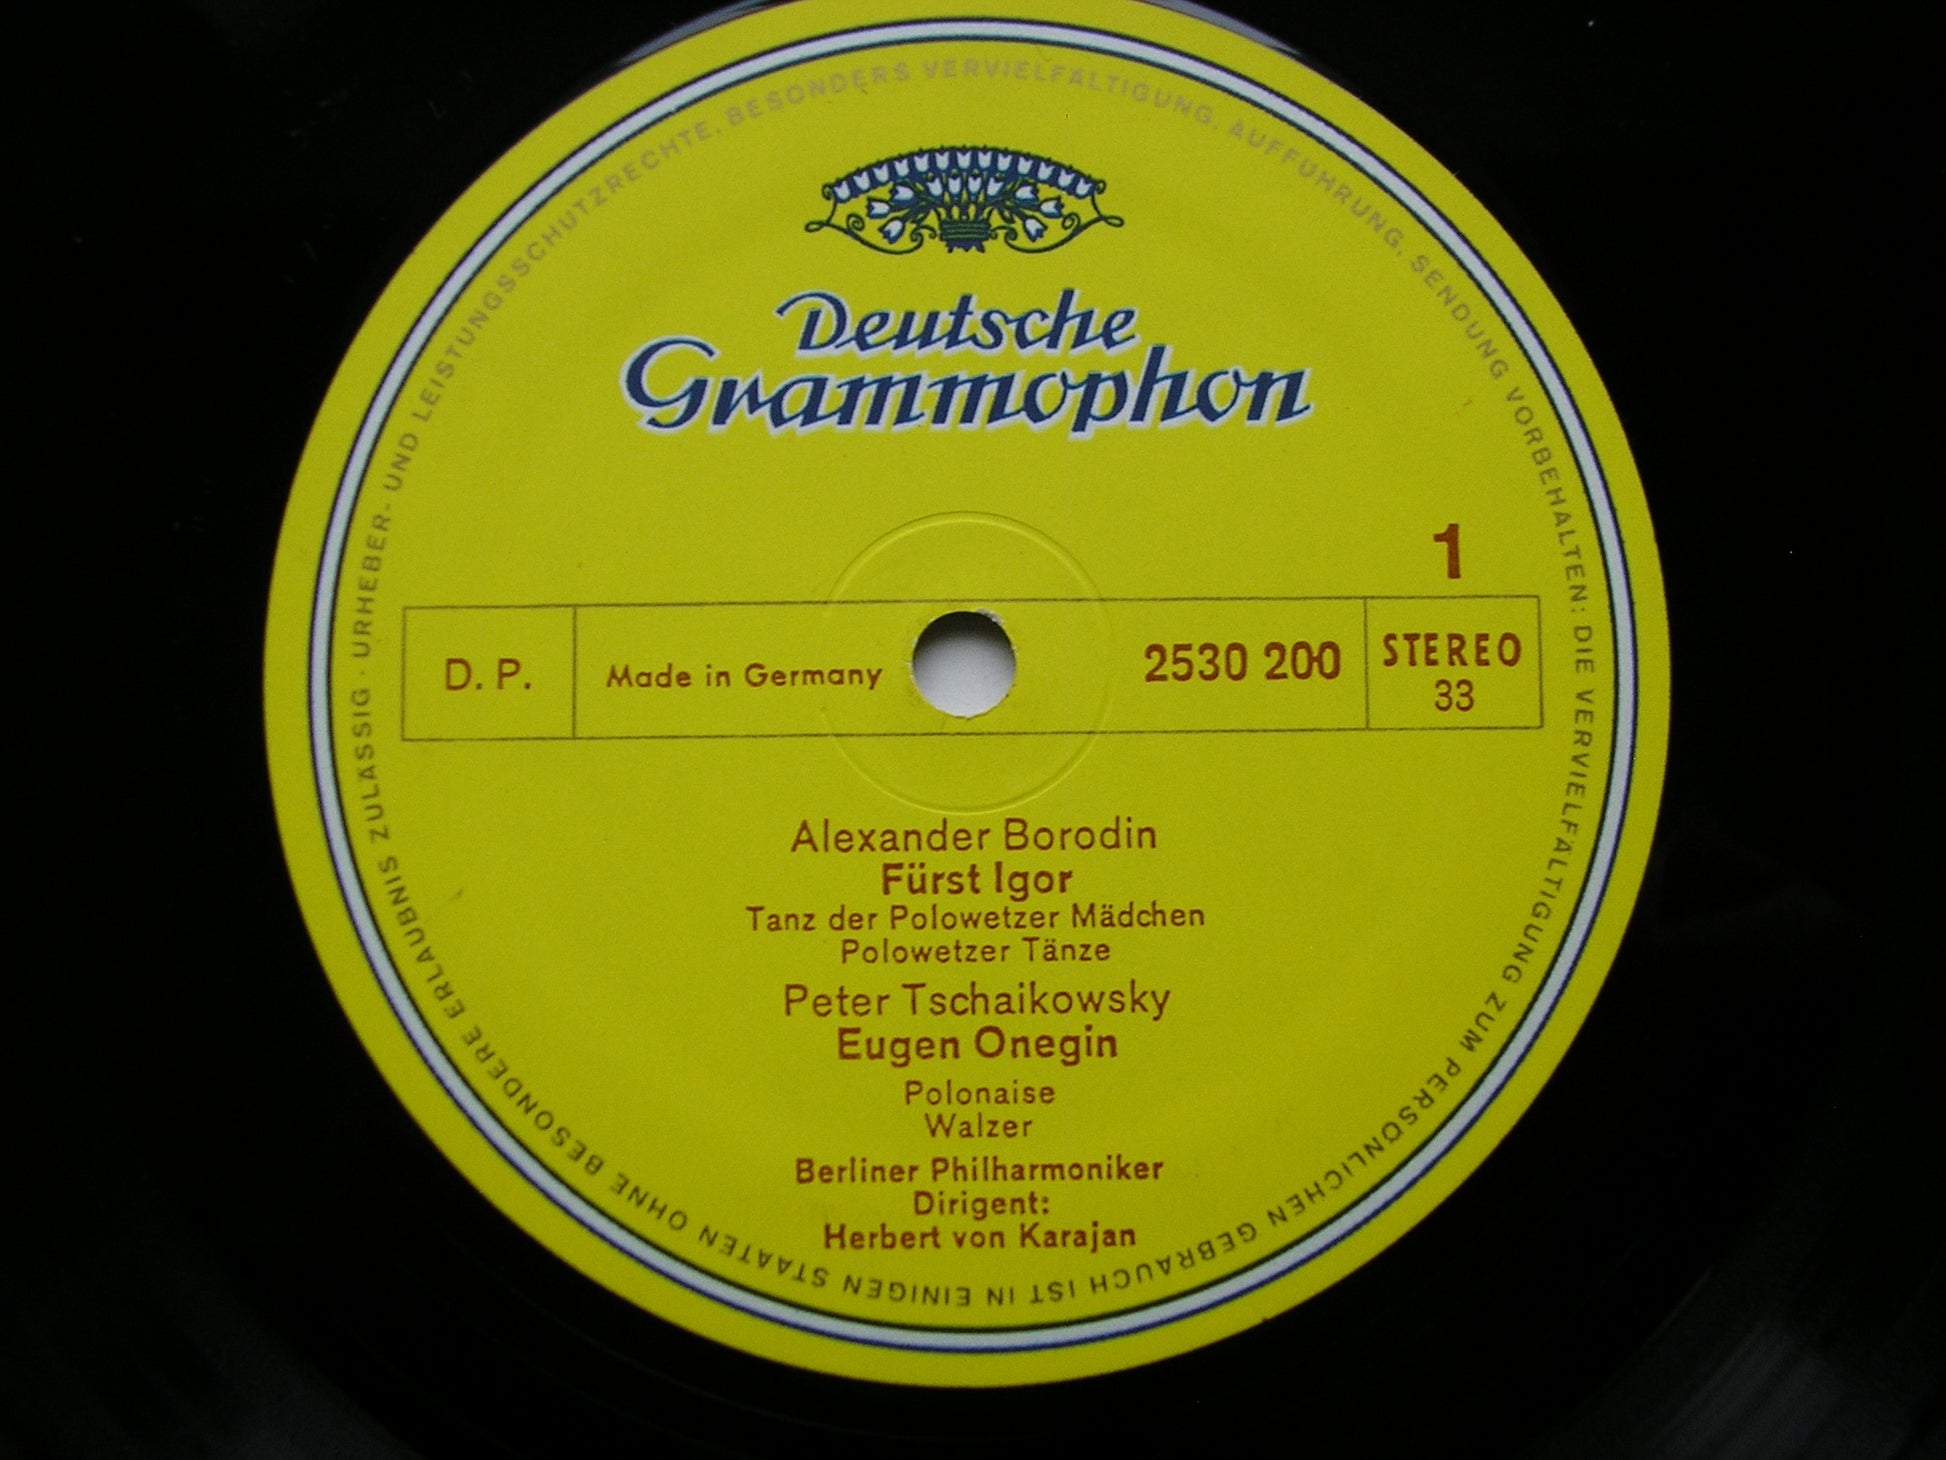 Deutsche
Grammophon
1
D. P.
Made in Germany
2530 200
STEREO
33
Alexander Borodin
Fürst Igor
Tanz der Polowetzer Mädchen
Polowetzer Tänze
Peter Tschaikowsky
Eugen Onegin
Polonaise
Walzer
Berliner Philharmoniker
Dirigent:
Herbert von Karajan
URHEBER- UND LEISTUNGSSCHUTZRECHTE, BESONDERS VERVIELFÄLTIGUNG, AUFFÜHRUNG, SENDUNG VORBEHALTEN: DIE VERVIELFÄLTIGUNG ZUM PERSÖNLICHEN GEBRAUCH IST IN EINIGEN STAATEN OHNE BESONDERE ERLAUBNIS ZULÄSSIG ·